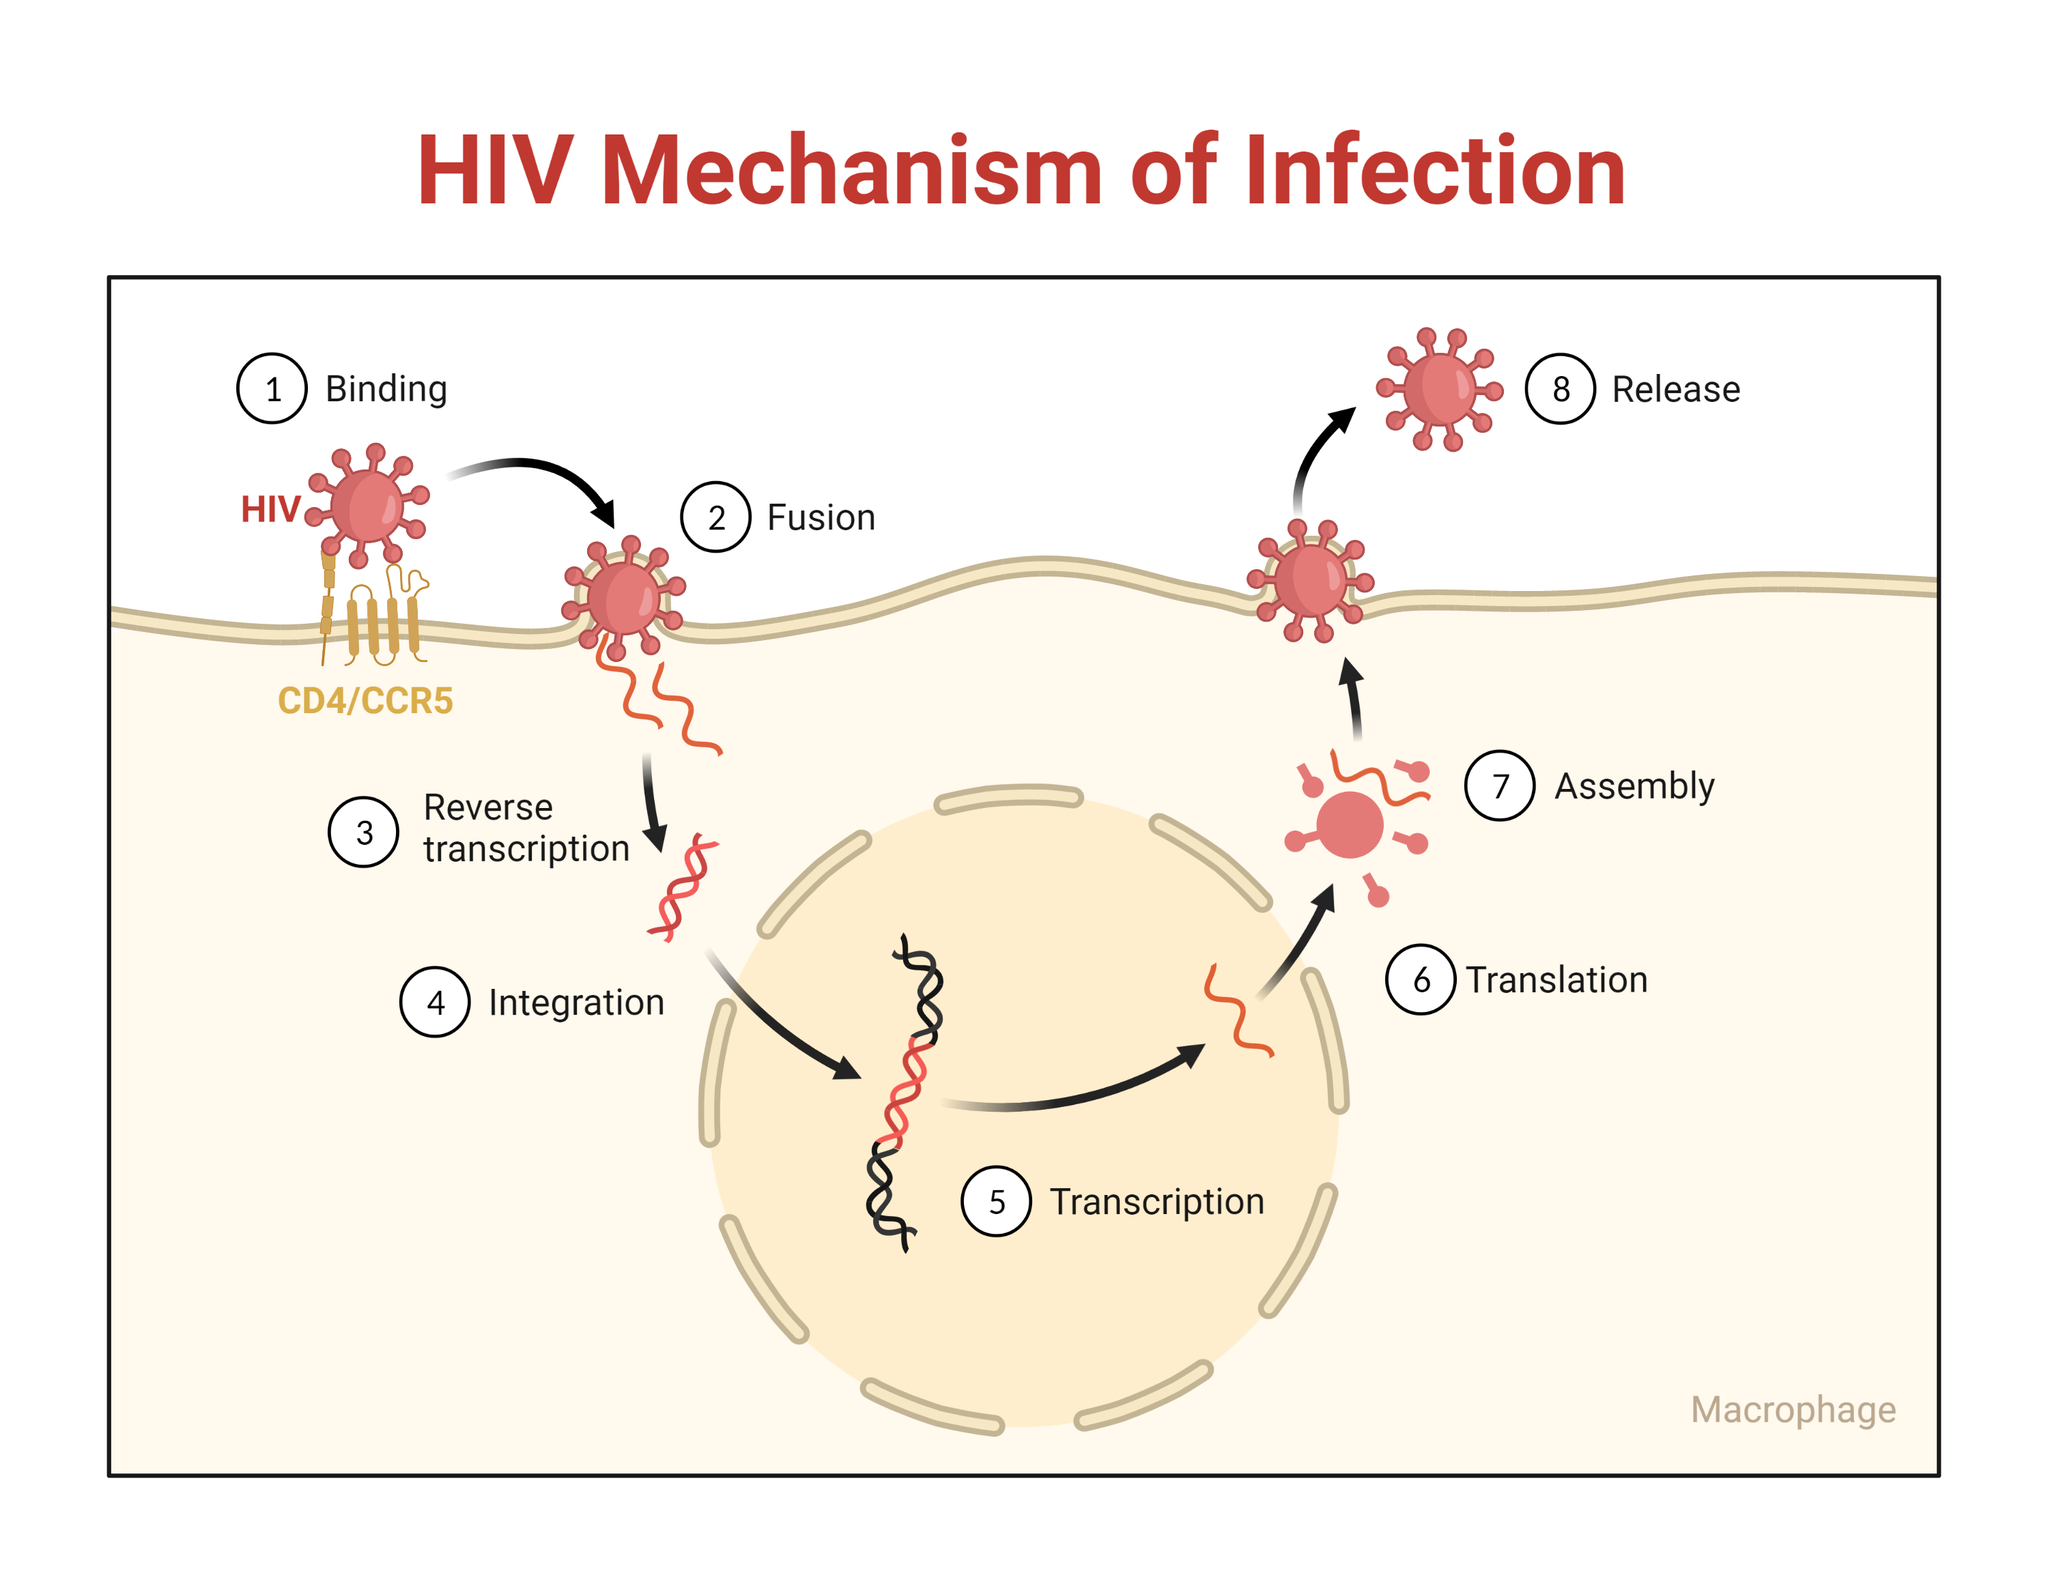 HIV Mechanism of Infection
1 Binding
HIV
CD4/CCR5
2 Fusion
3 Reverse
transcription
4 Integration
5 Transcription
6 Translation
7 Assembly
8 Release
Macrophage